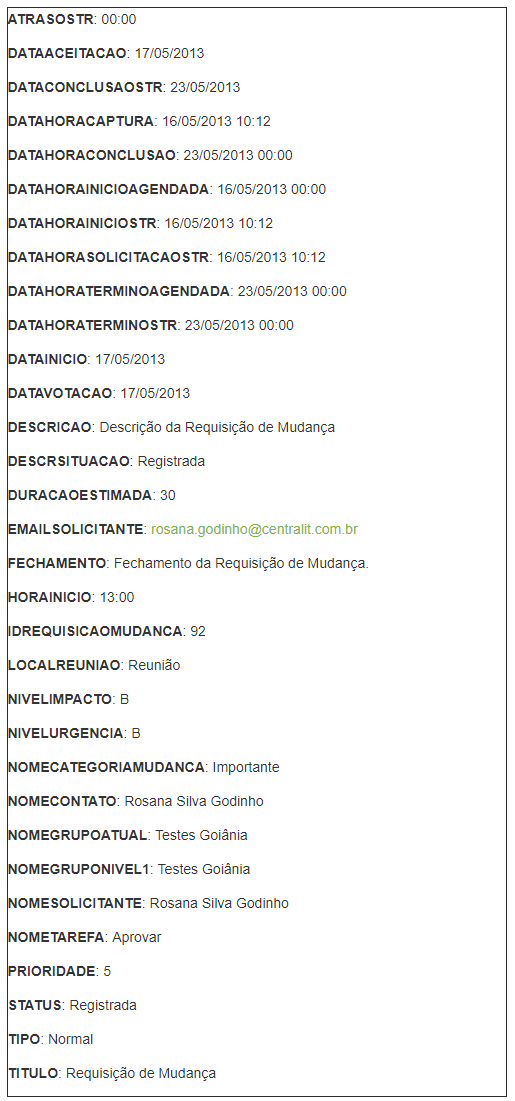 ATRASOSTR: 00:00
DATAACEITACAO: 17/05/2013
DATACONCLUSAOSTR: 23/05/2013
DATAHORACAPTURA: 16/05/2013 10:12
DATAHORACONCLUSAO: 23/05/2013 00:00
DATAHORAINICIOAGENDADA: 16/05/2013 00:00
DATAHORAINICIOSTR: 16/05/2013 10:12
DATAHORASOLICITACAOSTR: 16/05/2013 10:12
DATAHORATERMINOAGENDADA: 23/05/2013 00:00
DATAHORATERMINOSTR: 23/05/2013 00:00
DATAINICIO: 17/05/2013
DATAVOTACAO: 17/05/2013
DESCRICAO: Descrição da Requisição de Mudança
DESCRSITUACAO: Registrada
DURACAOESTIMADA: 30
EMAILSOLICITANTE: rosana.godinho@centralit.com.br
FECHAMENTO: Fechamento da Requisição de Mudança.
HORAINICIO: 13:00
IDREQUISICAOMUDANCA: 92
LOCALREUNIAO: Reunião
NIVELIMPACTO: B
NIVELURGENCIA: B
NOMECATEGORIAMUDANCA: Importante
NOMECONTATO: Rosana Silva Godinho
NOMEGRUPOATUAL: Testes Goiânia
NOMEGRUPONIVEL1: Testes Goiânia
NOMESOLICITANTE: Rosana Silva Godinho
NOMETAREFA: Aprovar
PRIORIDADE: 5
STATUS: Registrada
TIPO: Normal
TITULO: Requisição de Mudança